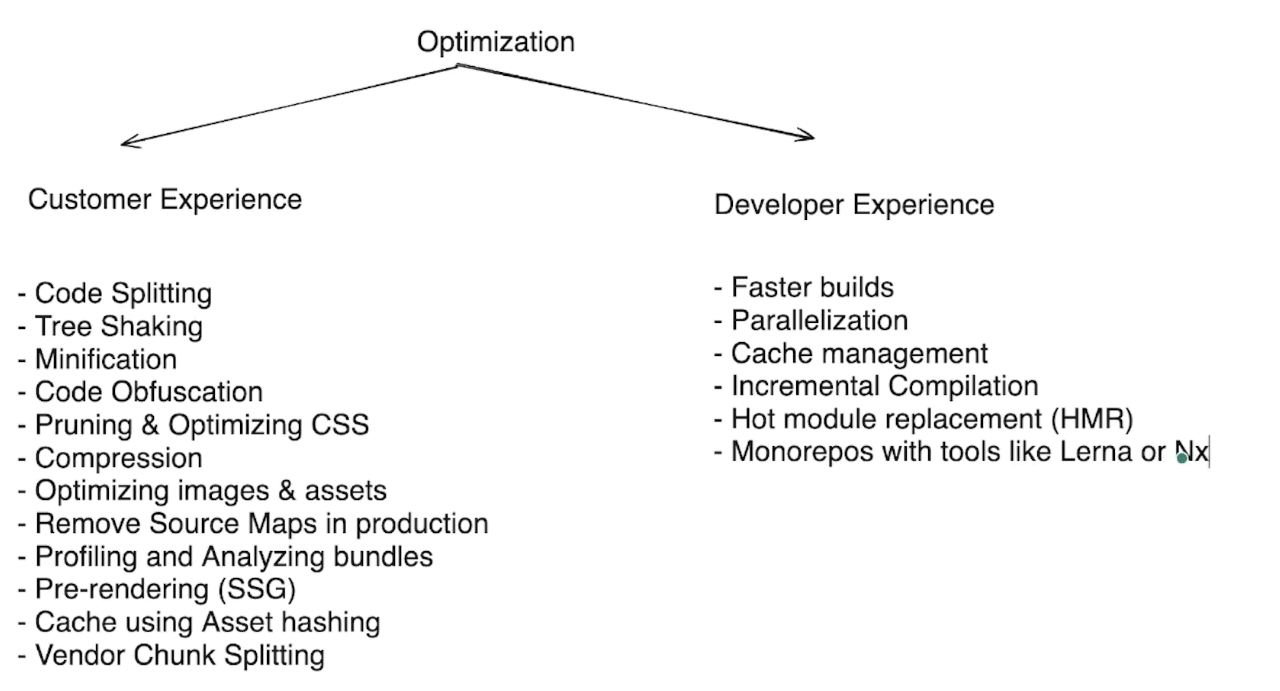 Optimization
Customer Experience
- Code Splitting
- Tree Shaking
- Minification
- Code Obfuscation
- Pruning & Optimizing CSS
- Compression
- Optimizing images & assets
- Remove Source Maps in production
- Profiling and Analyzing bundles
- Pre-rendering (SSG)
- Cache using Asset hashing
- Vendor Chunk Splitting
Developer Experience
- Faster builds
- Parallelization
- Cache management
- Incremental Compilation
- Hot module replacement (HMR)
- Monorepos with tools like Lerna or Nx